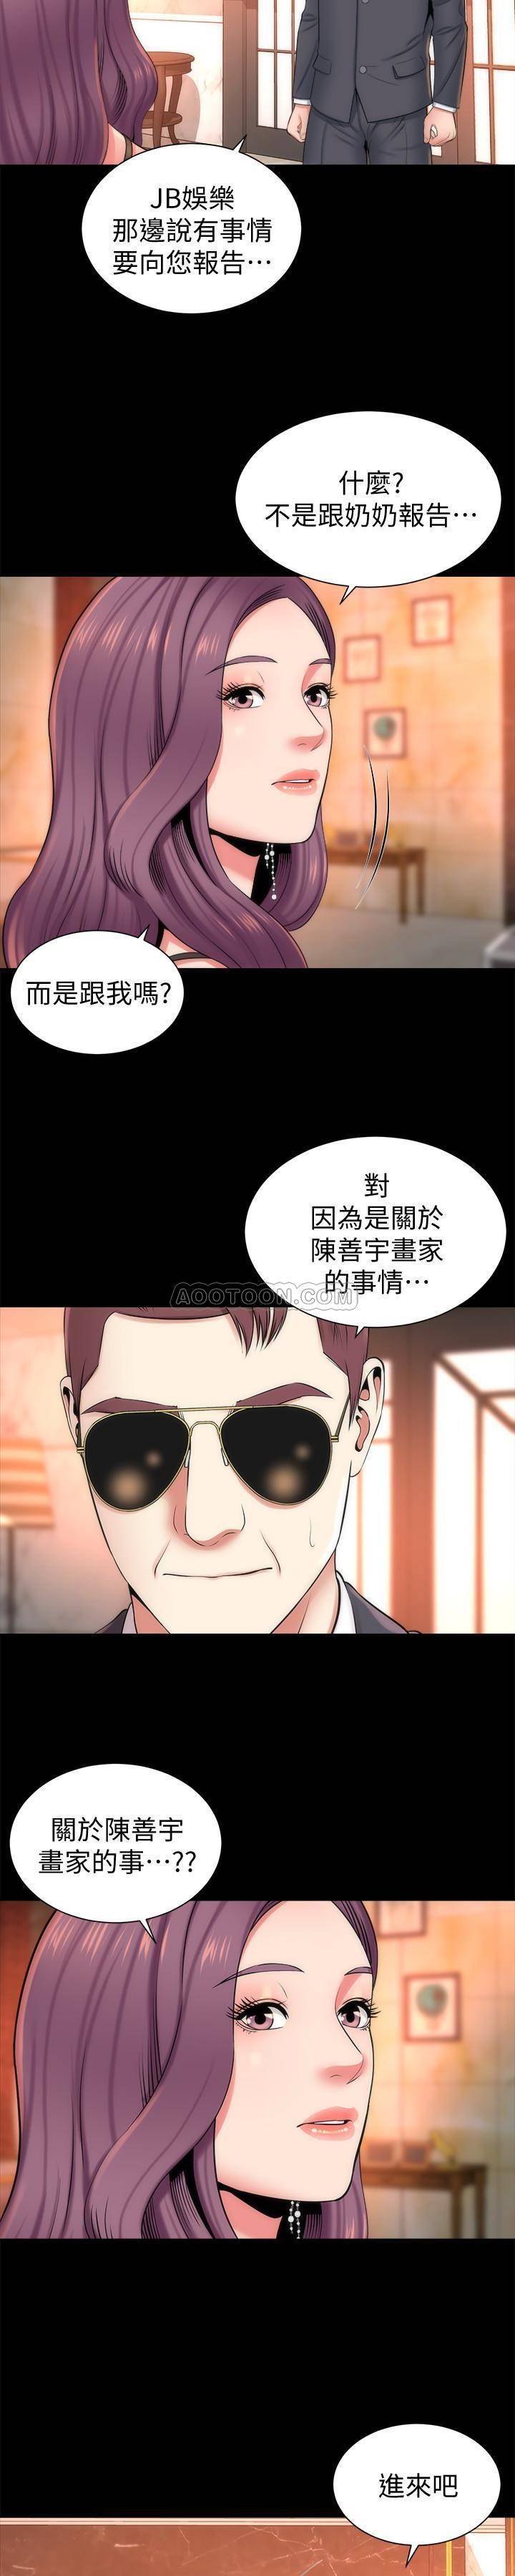 JB娛樂
那邊說有事情
要向您報告⋯
什麼?
不是跟奶奶報告⋯
而是跟我嗎?
對
因為是關於
陳善宇畫家
的事情⋯
AOOTOON.COM
關於陳善宇
畫家的事⋯??
進來吧